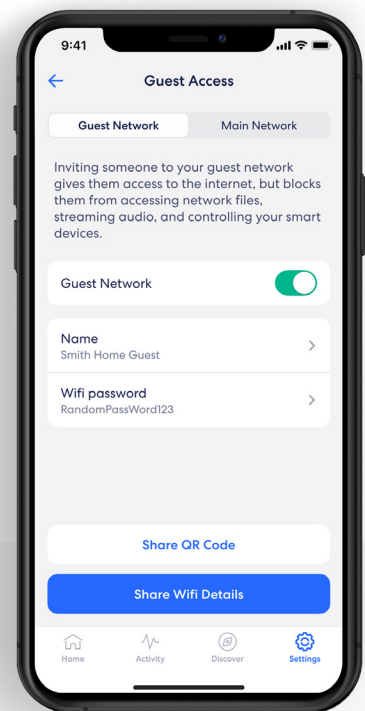 9:41
Guest Access
Guest Network
Main Network
Inviting someone to your guest network
gives them access to the internet, but blocks
them from accessing network files,
streaming audio, and controlling your smart
devices.
Guest Network
Name
Smith Home Guest
Wifi password
RandomPassWord123
Share QR Code
Share Wifi Details
Home
Activity
Discover
Settings